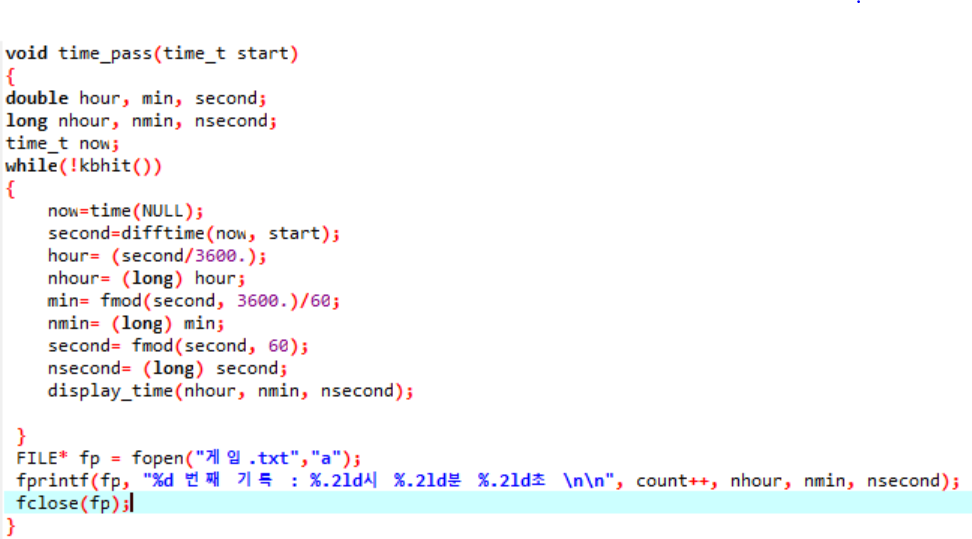 void time_pass(time_t start)
{
double hour, min, second;
long nhour, nmin, nsecond;
time_t now;
while(!kbhit())
{
    now=time(NULL);
    second=difftime(now, start);
    hour= (second/3600.);
    nhour= (long) hour;
    min= fmod(second, 3600.)/60;
    nmin= (long) min;
    second= fmod(second, 60);
    nsecond= (long) second;
    display_time(nhour, nmin, nsecond);
}
FILE* fp = fopen("게임.txt","a");
fprintf(fp, "%d 번째 기록 : %.2ld시 %.2ld분 %.2ld초 \n\n", count++, nhour, nmin, nsecond);
fclose(fp);
}